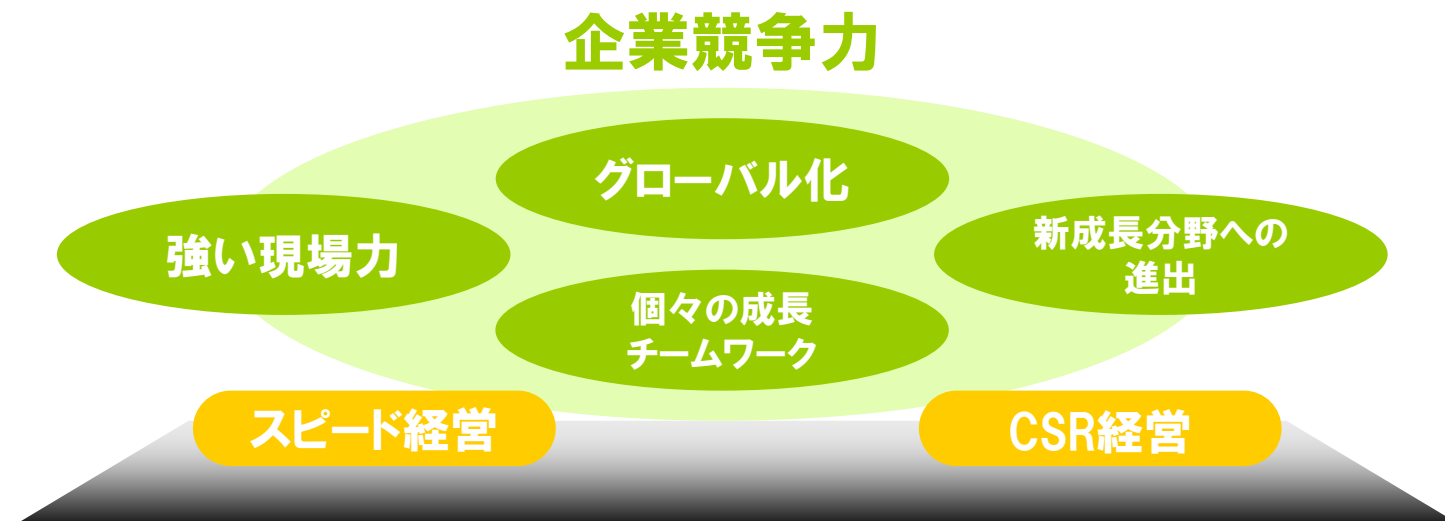 企業競争力
グローバル化
強い現場力
新成長分野への
進出
個々の成長
チームワーク
スピード経営
CSR経営